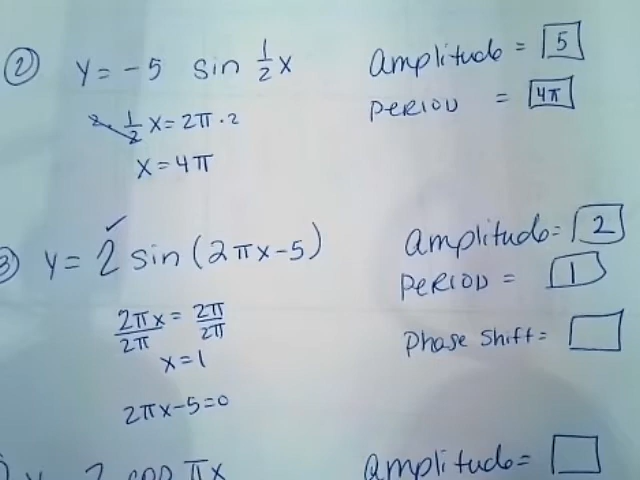 ② y = -5 sin 1/2 x
Amplitude = 5
PERIOD = 4π
2· 1/2 x = 2π · 2
x = 4π
③ y = 2 sin (2πx - 5)
Amplitude = 2
PERIOD = 1
2πx/2π = 2π/2π
x = 1
Phase Shift =
2πx - 5 = 0
Amplitude =
πx